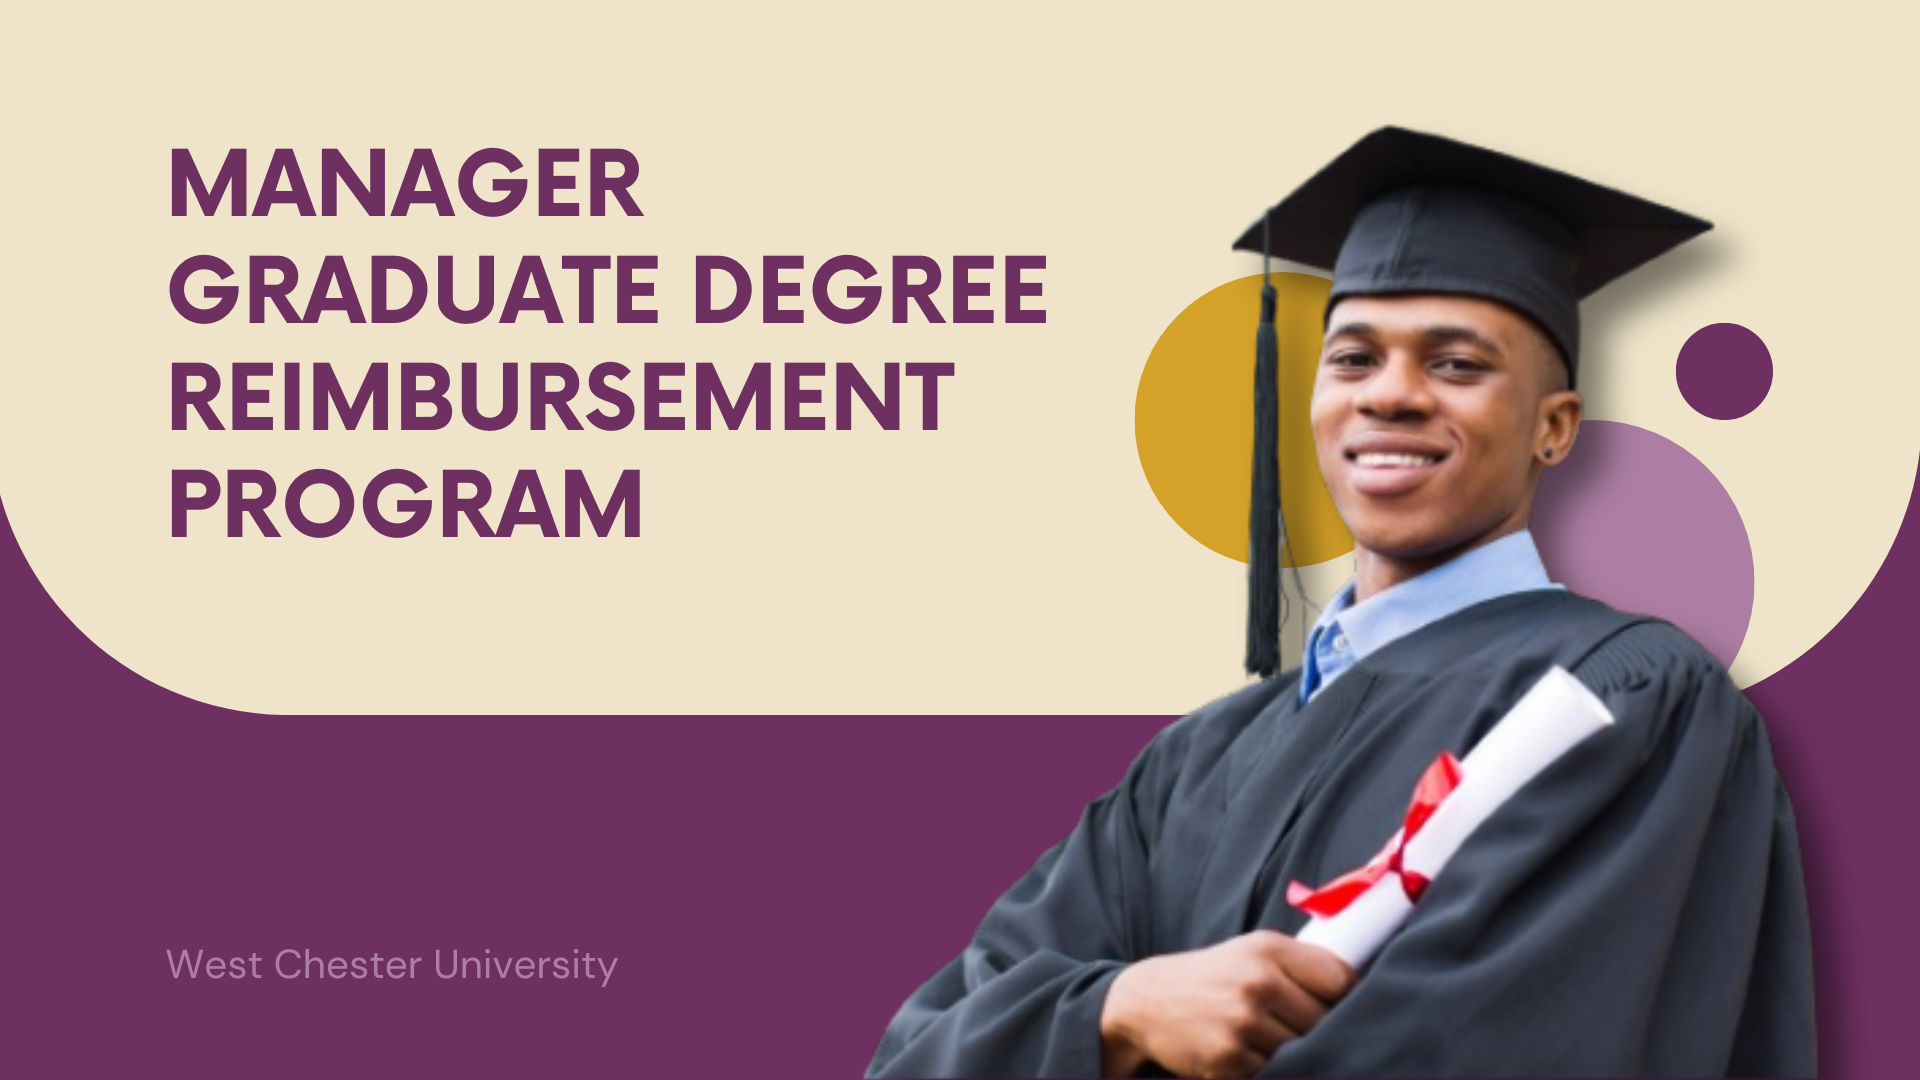 MANAGER
GRADUATE DEGREE
REIMBURSEMENT
PROGRAM
West Chester University